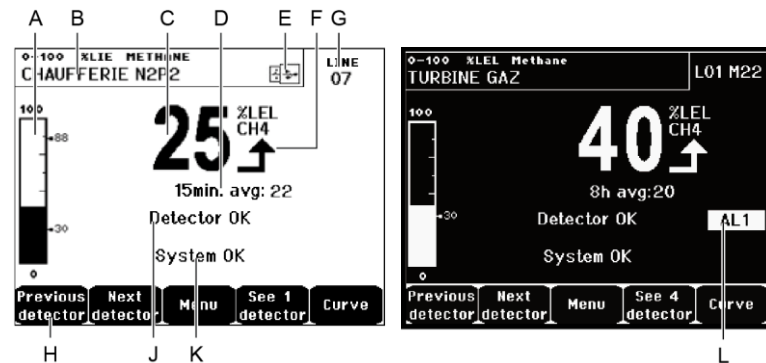 A B C D E F G
0-100 %LIE METHANE
CHAUFFERIE N2P2
LINE
07
100
88
30
0
25
%LEL
CH4
15min. avg: 22
Detector OK
System OK
Previous detector
Next detector
Menu
See 1 detector
Curve
H J K
0-100 %LEL Methane
TURBINE GAZ
L01 M22
100
30
0
40
%LEL
CH4
8h avg:20
Detector OK
AL1
System OK
Previous detector
Next detector
Menu
See 4 detector
Curve
L